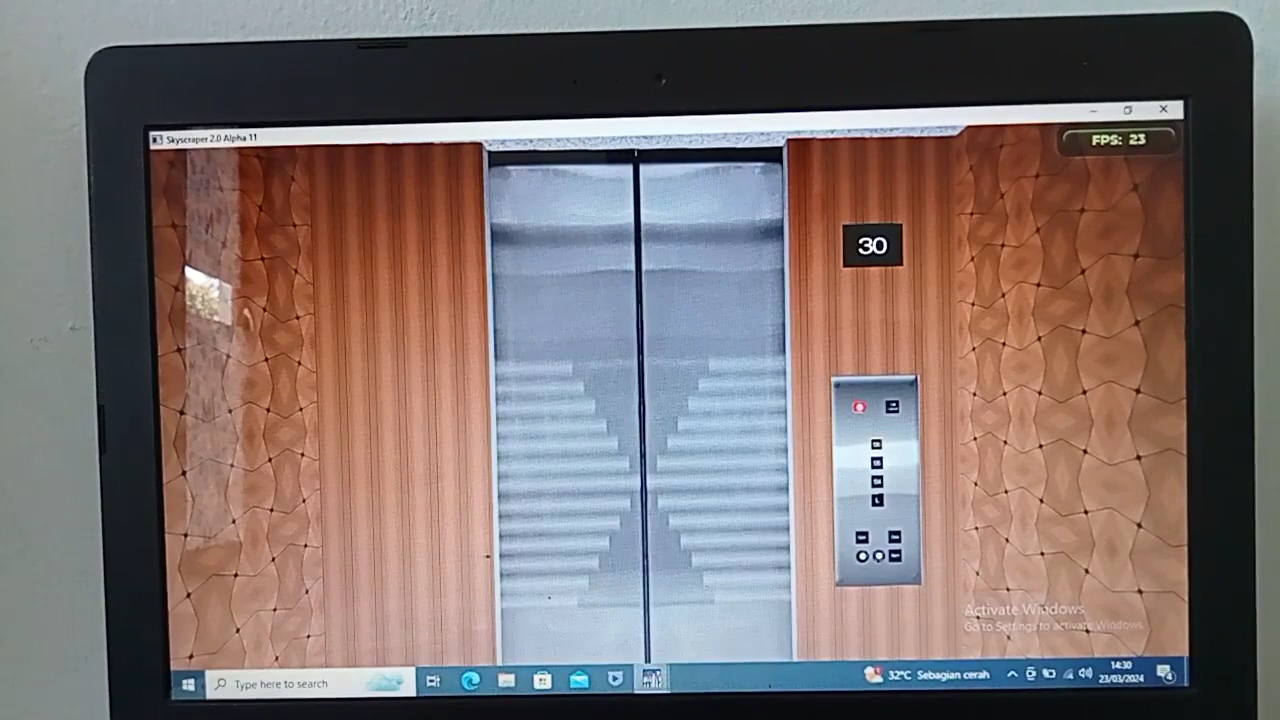 Skyscraper 2.0 Alpha 11
FPS: 23
30
L
Activate Windows
Go to Settings to activate Windows.
Type here to search
32°C Sebagian cerah
14:30
23/03/2024
4